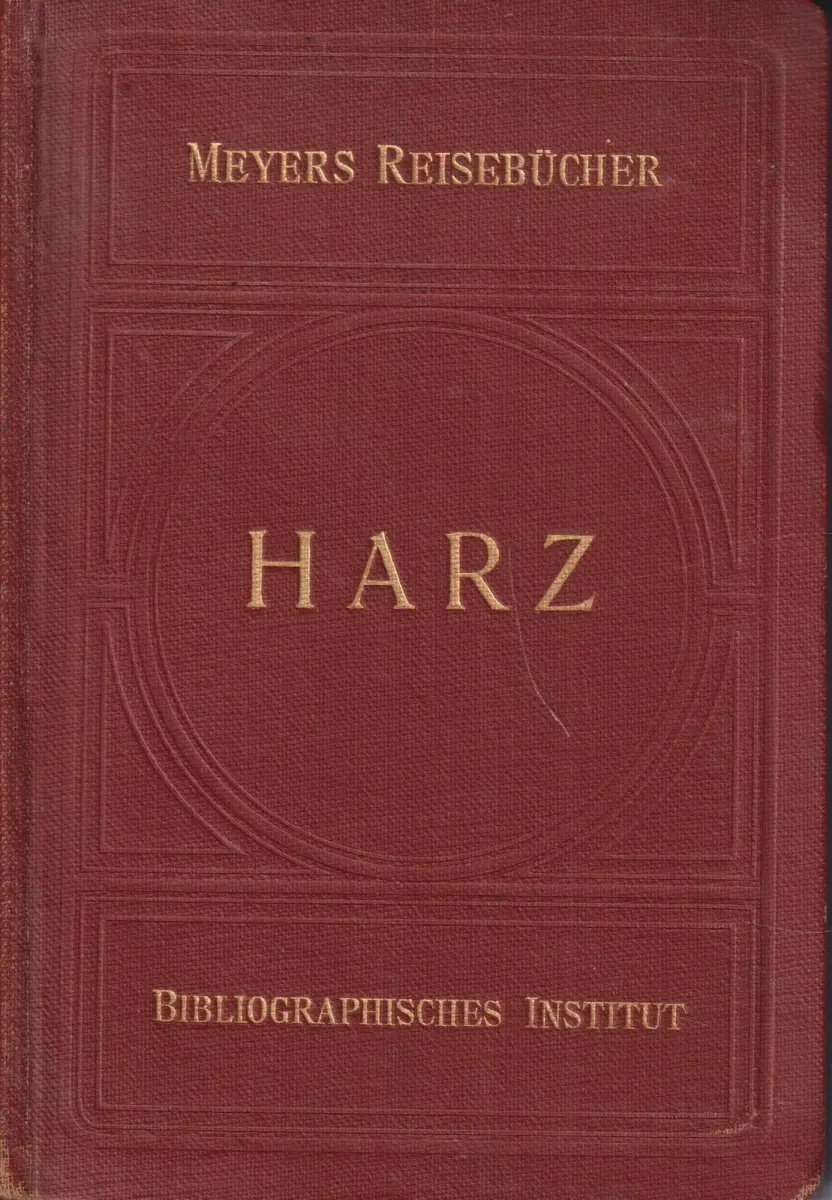 MEYERS REISEBÜCHER
HARZ
BIBLIOGRAPHISCHES INSTITUT